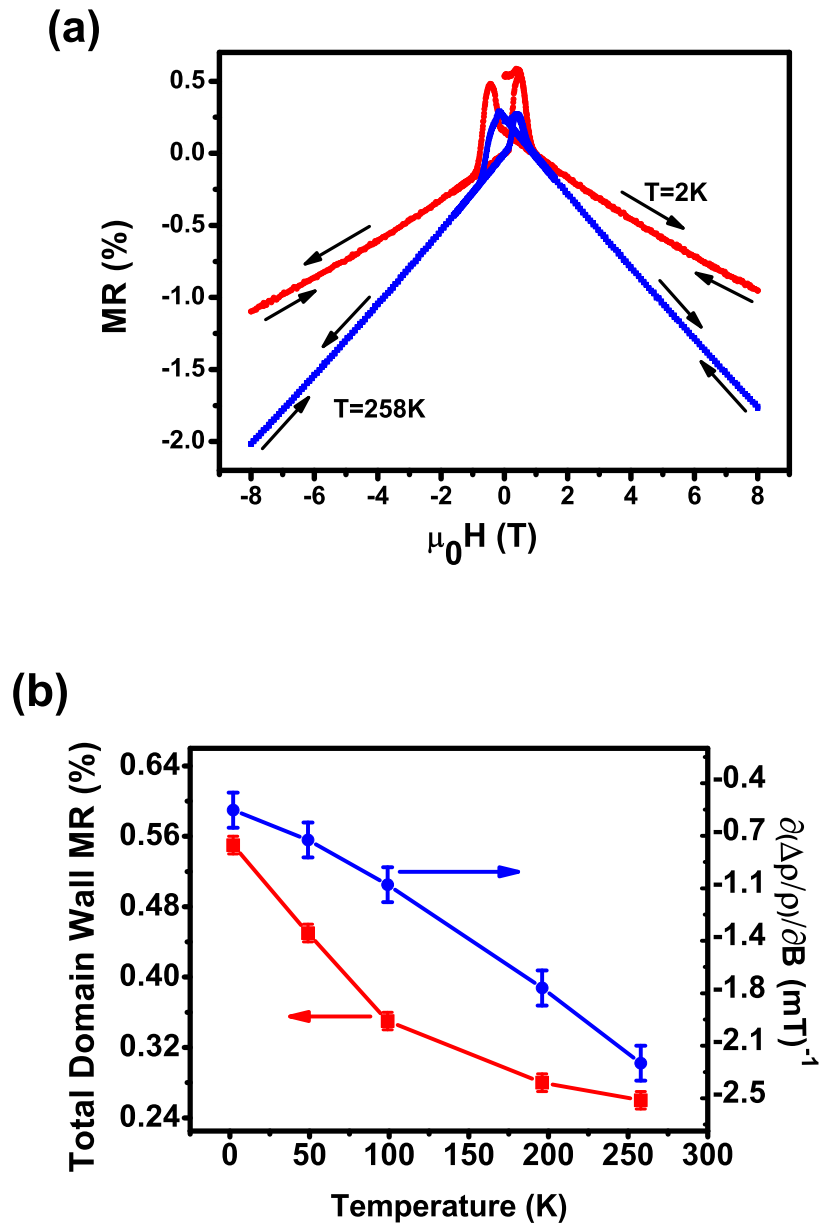 (a)
0.5
0.0
-0.5
-1.0
-1.5
-2.0
MR (%)
T=2K
T=258K
-8 -6 -4 -2 0 2 4 6 8
μ0H (T)
(b)
Total Domain Wall MR (%)
0.64
0.56
0.48
0.40
0.32
0.24
-0.4
-0.7
-1.1
-1.4
-1.8
-2.1
-2.5
∂(Δρ/ρ)/∂B (mT)-1
0 50 100 150 200 250 300
Temperature (K)